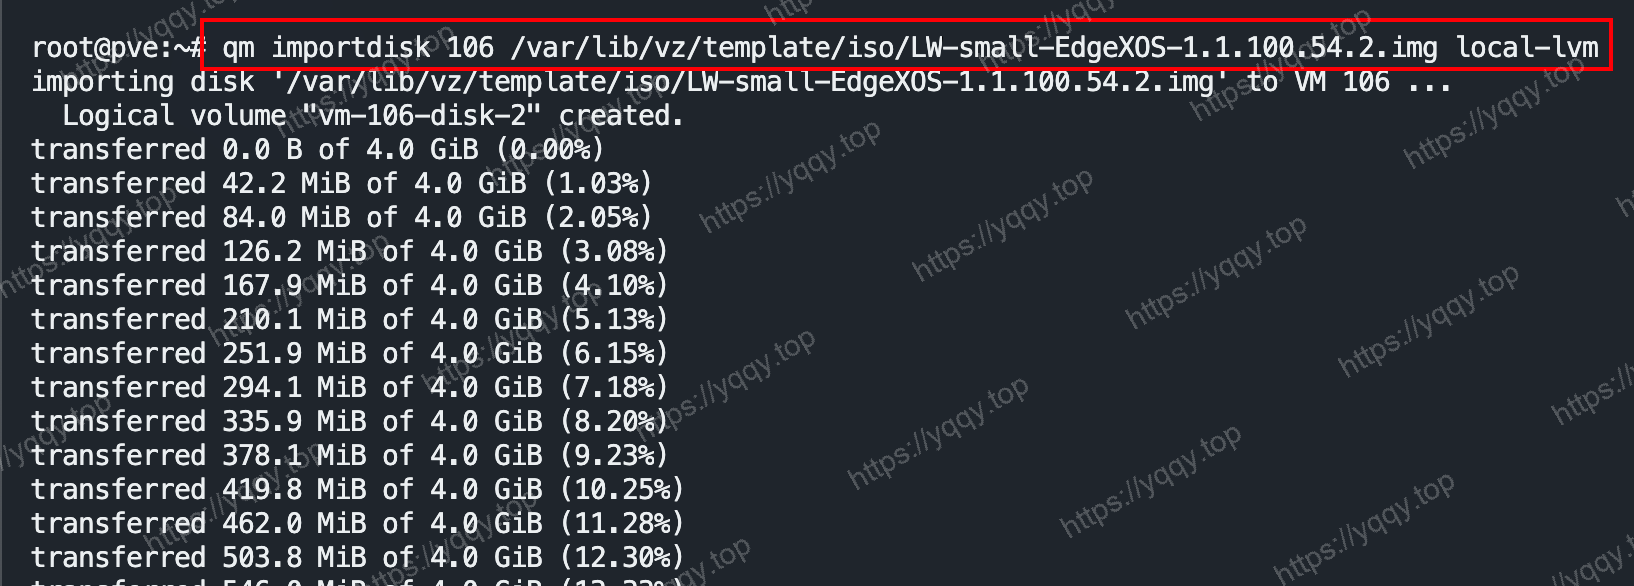 root@pve:~# qm importdisk 106 /var/lib/vz/template/iso/LW-small-EdgeXOS-1.1.100.54.2.img local-lvm
importing disk '/var/lib/vz/template/iso/LW-small-EdgeXOS-1.1.100.54.2.img' to VM 106 ...
  Logical volume "vm-106-disk-2" created.
transferred 0.0 B of 4.0 GiB (0.00%)
transferred 42.2 MiB of 4.0 GiB (1.03%)
transferred 84.0 MiB of 4.0 GiB (2.05%)
transferred 126.2 MiB of 4.0 GiB (3.08%)
transferred 167.9 MiB of 4.0 GiB (4.10%)
transferred 210.1 MiB of 4.0 GiB (5.13%)
transferred 251.9 MiB of 4.0 GiB (6.15%)
transferred 294.1 MiB of 4.0 GiB (7.18%)
transferred 335.9 MiB of 4.0 GiB (8.20%)
transferred 378.1 MiB of 4.0 GiB (9.23%)
transferred 419.8 MiB of 4.0 GiB (10.25%)
transferred 462.0 MiB of 4.0 GiB (11.28%)
transferred 503.8 MiB of 4.0 GiB (12.30%)
https://yqqy.top